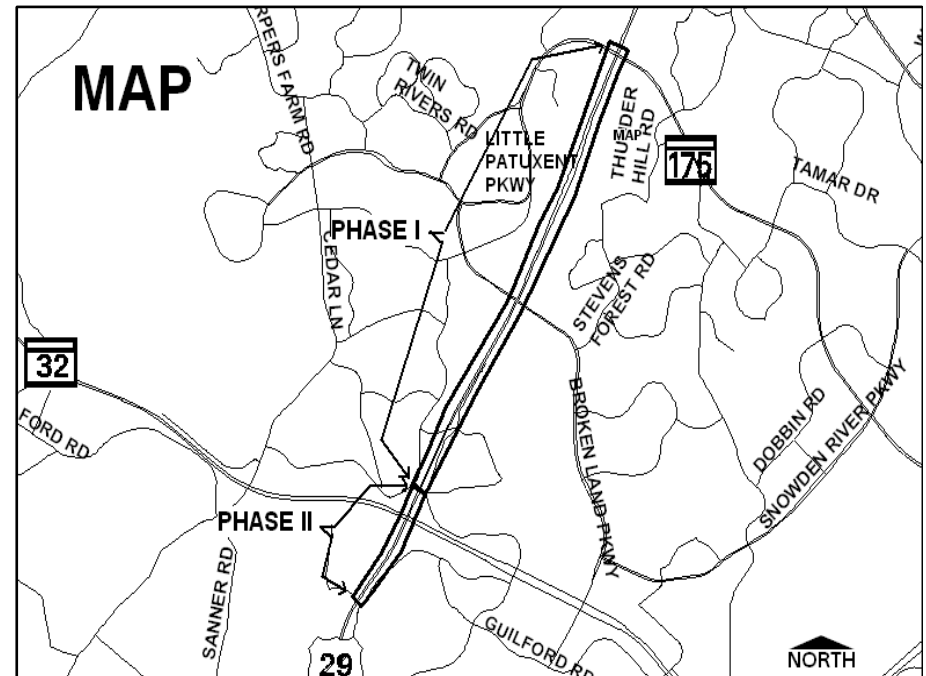 MAP
RPERS FARM RD
TWIN
RIVERS RD
LITTLE
PATUXENT
PKWY
THUNDER
HILL RD
MAP
175
TAMAR DR
PHASE I
CEDAR LN
STEVENS
FOREST RD
32
FORD RD
BROKEN LAND PKWY
DOBBIN RD
SNOWDEN RIVER PKWY
PHASE II
SANNER RD
GUILFORD RD
29
NORTH